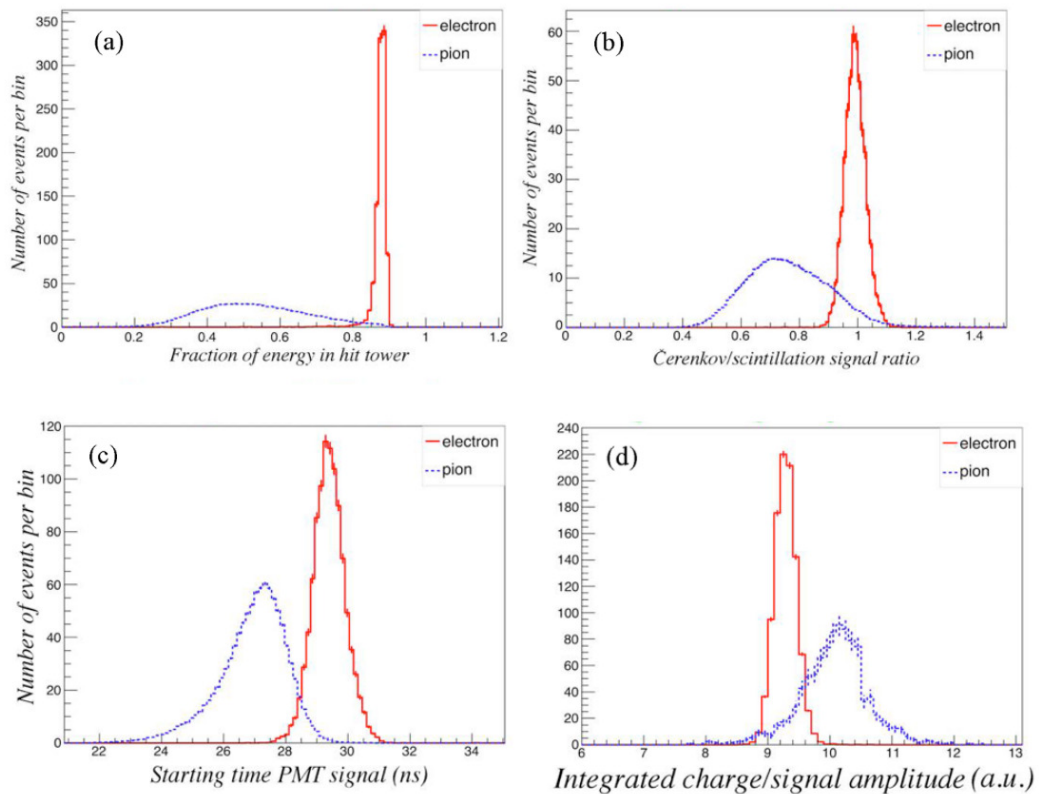 (a)
electron
pion
Number of events per bin
350
300
250
200
150
100
50
0
0 0.2 0.4 0.6 0.8 1 1.2
Fraction of energy in hit tower
(b)
electron
pion
Number of events per bin
60
50
40
30
20
10
0
0 0.2 0.4 0.6 0.8 1 1.2 1.4
Čerenkov/scintillation signal ratio
(c)
electron
pion
Number of events per bin
120
100
80
60
40
20
0
22 24 26 28 30 32 34
Starting time PMT signal (ns)
(d)
electron
pion
240
220
200
180
160
140
120
100
80
60
40
20
0
6 7 8 9 10 11 12 13
Integrated charge/signal amplitude (a.u.)